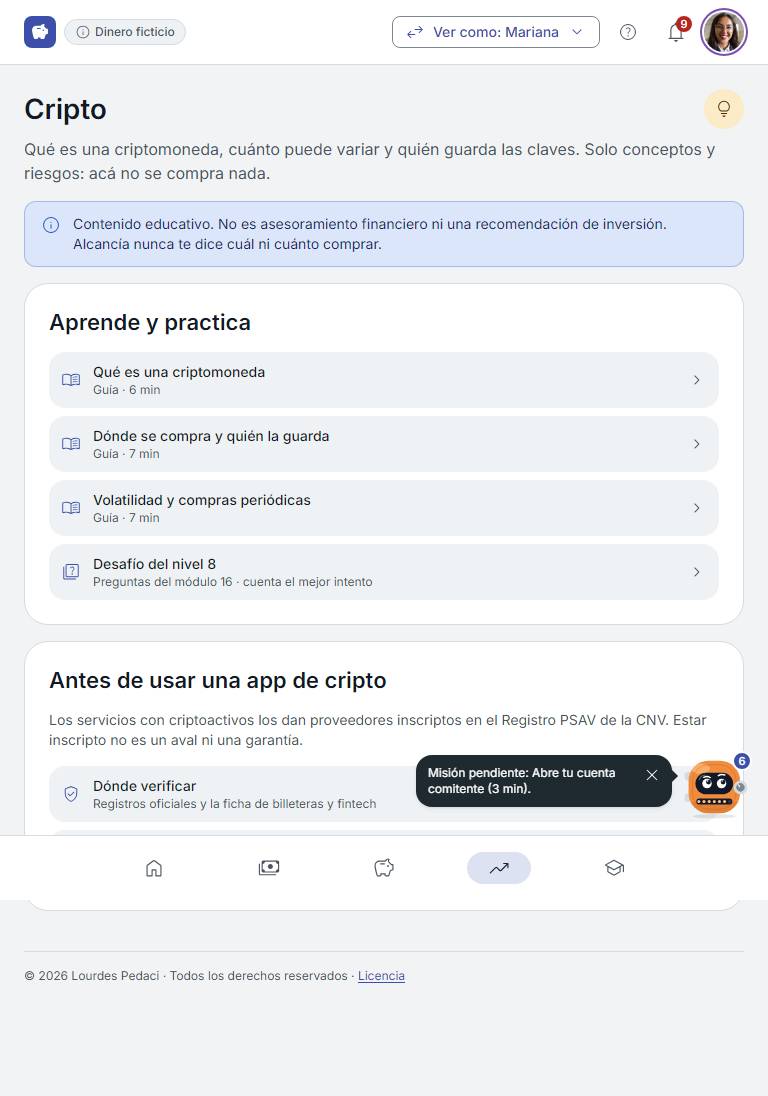 Dinero ficticio
Ver como: Mariana
9
Cripto
Qué es una criptomoneda, cuánto puede variar y quién guarda las claves. Solo conceptos y
riesgos: acá no se compra nada.
Contenido educativo. No es asesoramiento financiero ni una recomendación de inversión.
Alcancía nunca te dice cuál ni cuánto comprar.
Aprende y practica
Qué es una criptomoneda
Guía · 6 min
Dónde se compra y quién la guarda
Guía · 7 min
Volatilidad y compras periódicas
Guía · 7 min
Desafío del nivel 8
Preguntas del módulo 16 · cuenta el mejor intento
Antes de usar una app de cripto
Los servicios con criptoactivos los dan proveedores inscriptos en el Registro PSAV de la CNV. Estar
inscripto no es un aval ni una garantía.
Dónde verificar
Registros oficiales y la ficha de billeteras y fintech
Misión pendiente: Abre tu cuenta
comitente (3 min).
6
© 2026 Lourdes Pedaci · Todos los derechos reservados · Licencia